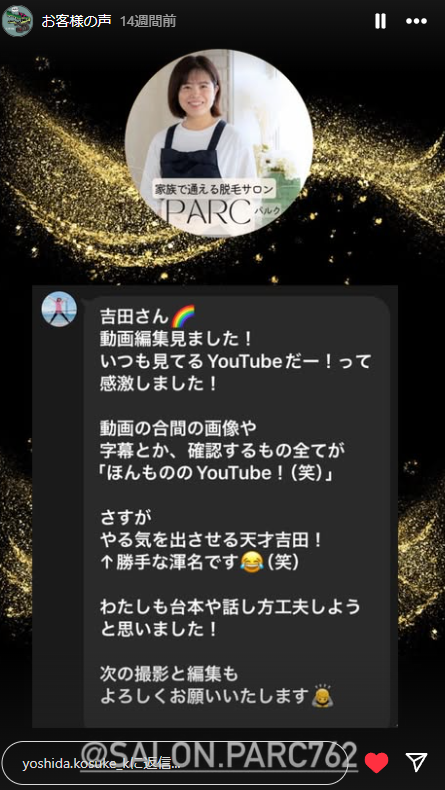 お客様の声 14週間前
家族で通える脱毛サロン
PARC パルク
吉田さん🌈
動画編集見ました！
いつも見てるYouTubeだー！って
感激しました！
動画の合間の画像や
字幕とか、確認するもの全てが
「ほんもののYouTube！（笑）」
さすが
やる気を出させる天才吉田！
↑勝手な渾名です😂（笑）
わたしも台本や話し方工夫しよう
と思いました！
次の撮影と編集も
よろしくお願いいたします🙇
@SALON.PARC762
yoshida.kosuke_kに返信...